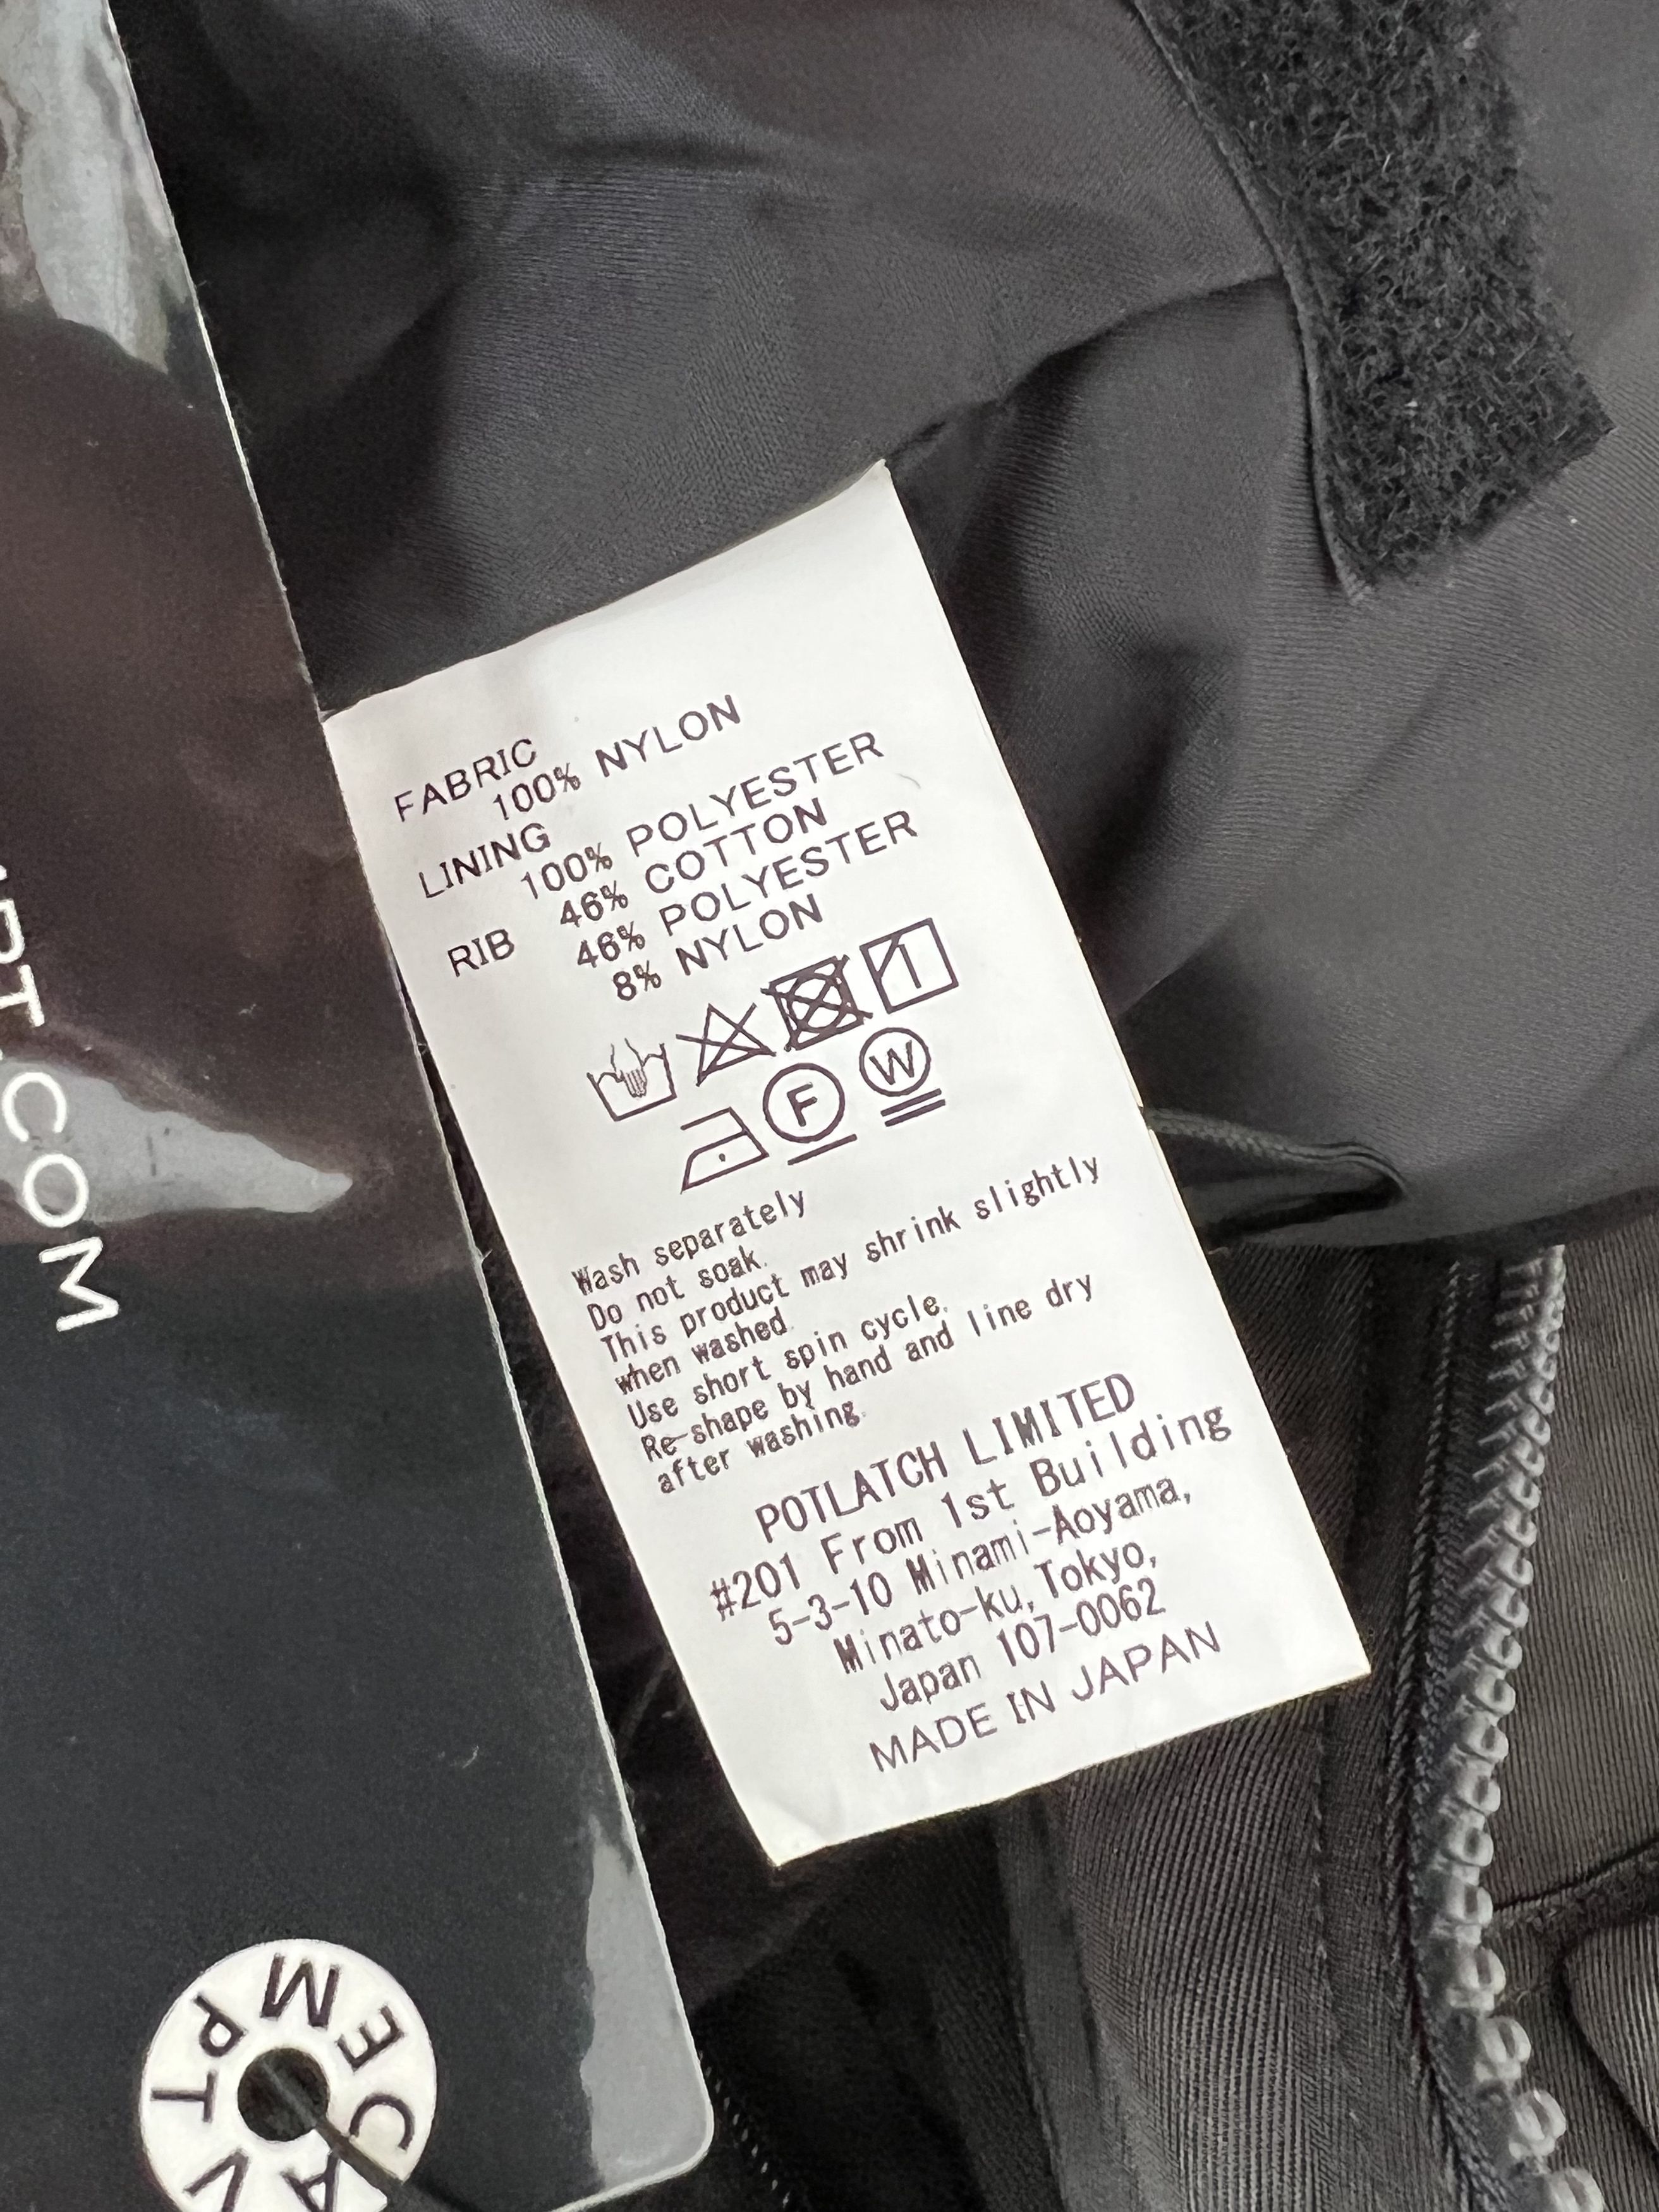 FABRIC
100% NYLON
LINING
100% POLYESTER
46% COTTON
RIB 46% POLYESTER
8% NYLON
F W
Wash separately
Do not soak.
This product may shrink slightly
when washed.
Use short spin cycle.
Re-shape by hand and line dry
after washing.
POTLATCH LIMITED
#201 From 1st Building
5-3-10 Minami-Aoyama,
Minato-ku, Tokyo,
Japan 107-0062
MADE IN JAPAN
PT.COM
CAV
EMPT